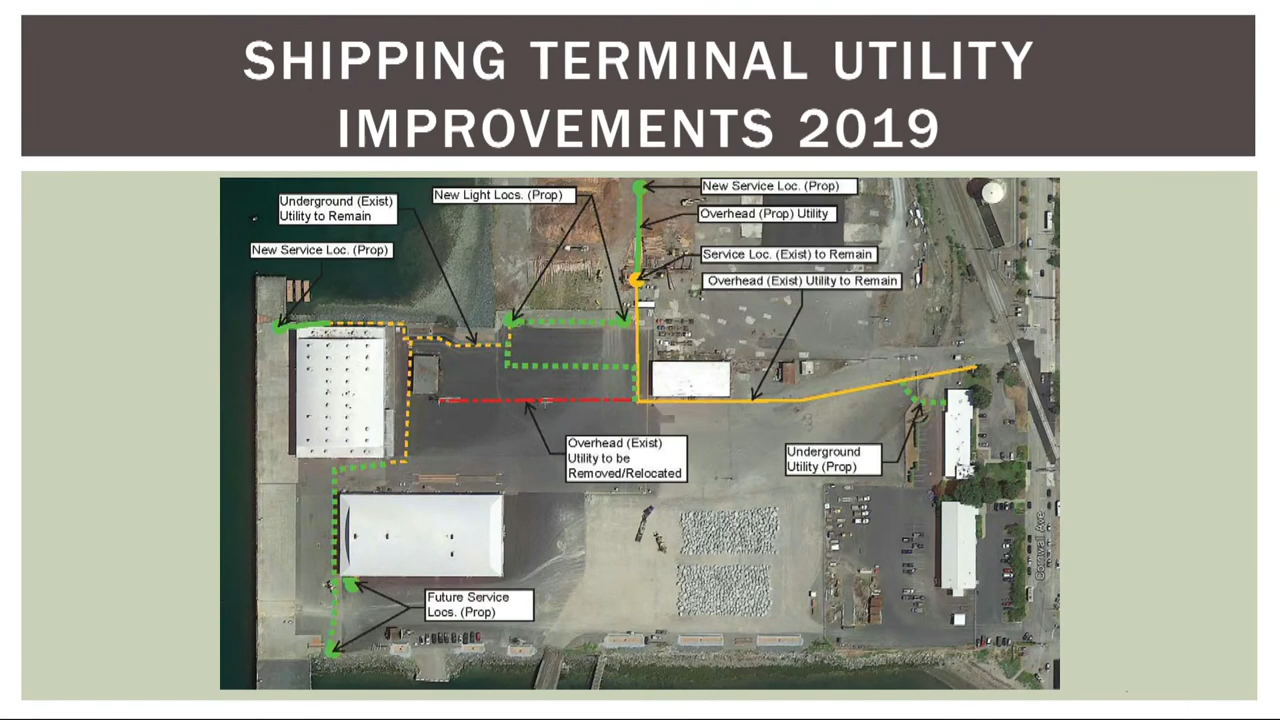 SHIPPING TERMINAL UTILITY
IMPROVEMENTS 2019
New Light Locs. (Prop)
New Service Loc. (Prop)
Underground (Exist)
Utility to Remain
Overhead (Prop) Utility
New Service Loc. (Prop)
Service Loc. (Exist) to Remain
Overhead (Exist) Utility to Remain
Overhead (Exist)
Utility to be
Removed/Relocated
Underground
Utility (Prop)
Cornwall Ave
Future Service
Locs. (Prop)